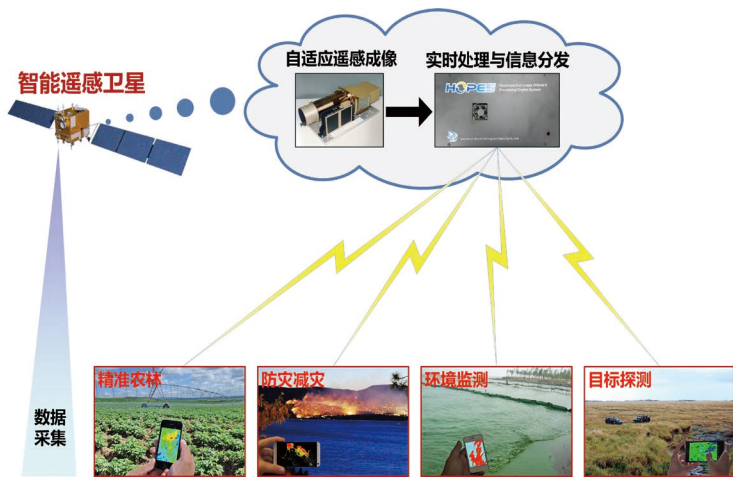 自适应遥感成像
实时处理与信息分发
智能遥感卫星
HOPES
精准农林
防灾减灾
环境监测
目标探测
数据
采集